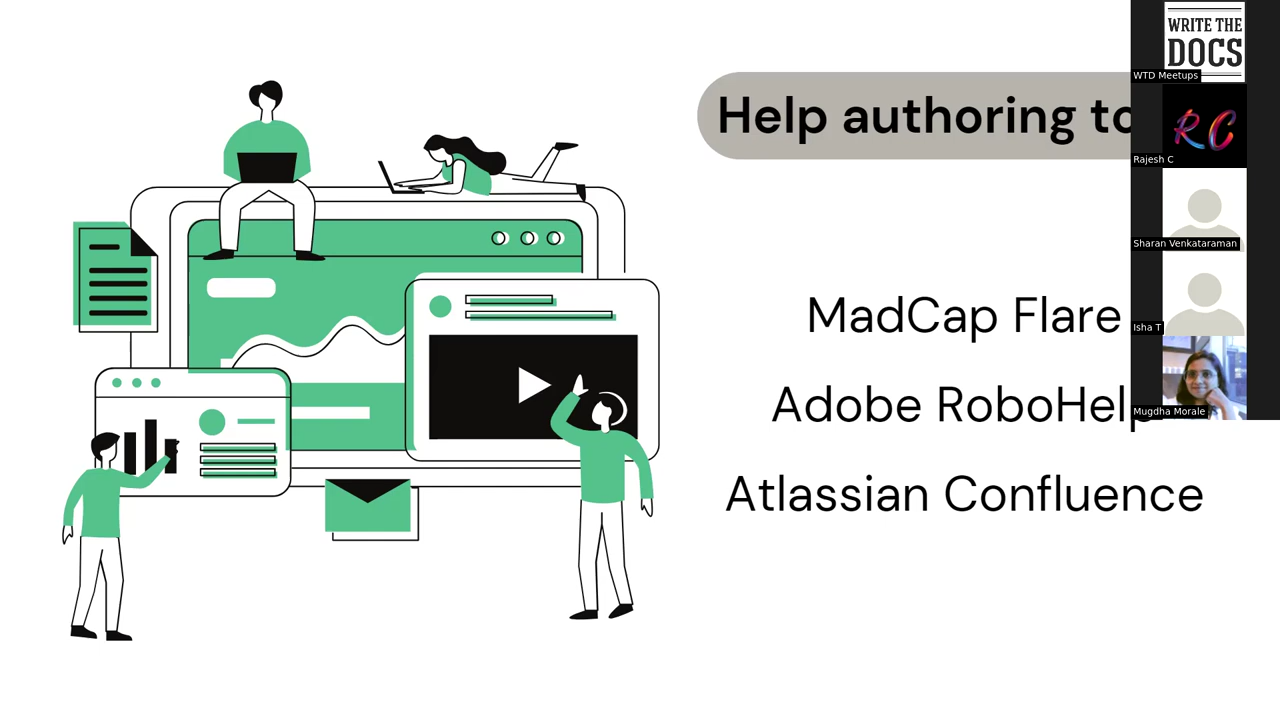 Help authoring to
MadCap Flare
Adobe RoboHelp
Atlassian Confluence
WRITE THE
DOCS
WTD Meetups
RC
Rajesh C
Sharan Venkataraman
Isha T
Mugdha Morale